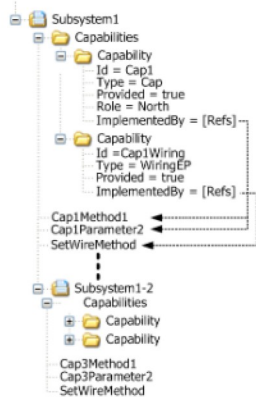 Subsystem1
Capabilities
Capability
Id = Cap1
Type = Cap
Provided = true
Role = North
ImplementedBy = [Refs]
Capability
Id =Cap1Wiring
Type = WiringEP
Provided = true
ImplementedBy = [Refs]
Cap1Method1
Cap1Parameter2
SetWireMethod
Subsystem1-2
Capabilities
Capability
Capability
Cap3Method1
Cap3Parameter2
SetWireMethod